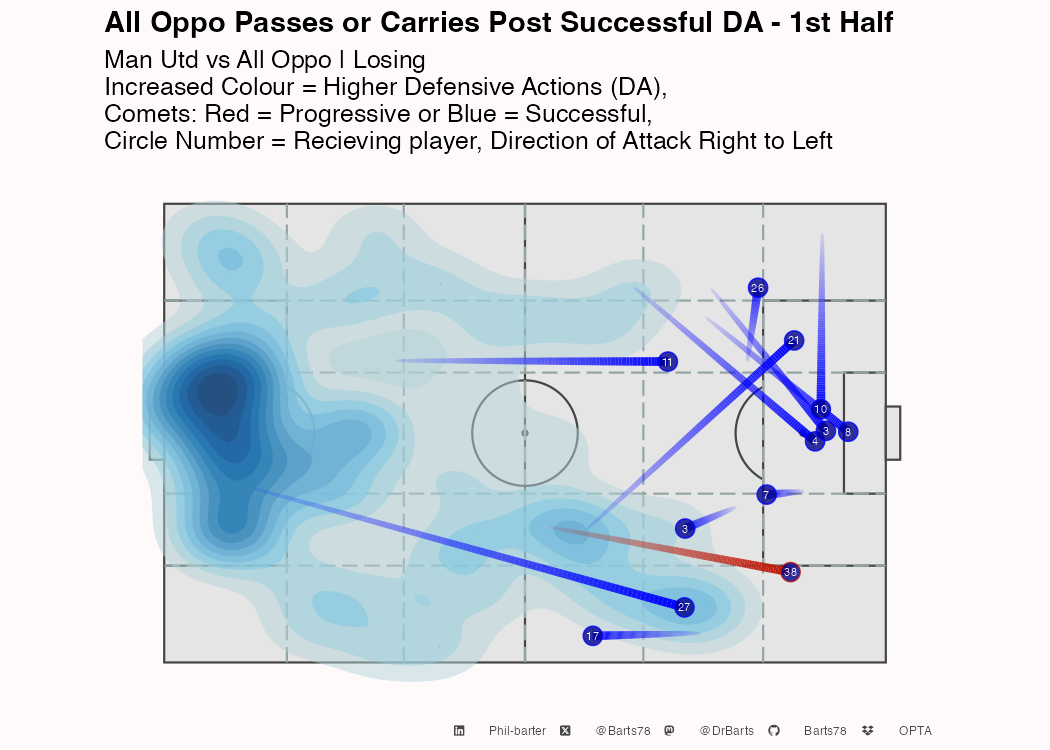 All Oppo Passes or Carries Post Successful DA - 1st Half
Man Utd vs All Oppo | Losing
Increased Colour = Higher Defensive Actions (DA),
Comets: Red = Progressive or Blue = Successful,
Circle Number = Recieving player, Direction of Attack Right to Left
26
21
11
10
3
8
4
7
3
38
27
17
Phil-barter @Barts78 @DrBarts Barts78 OPTA